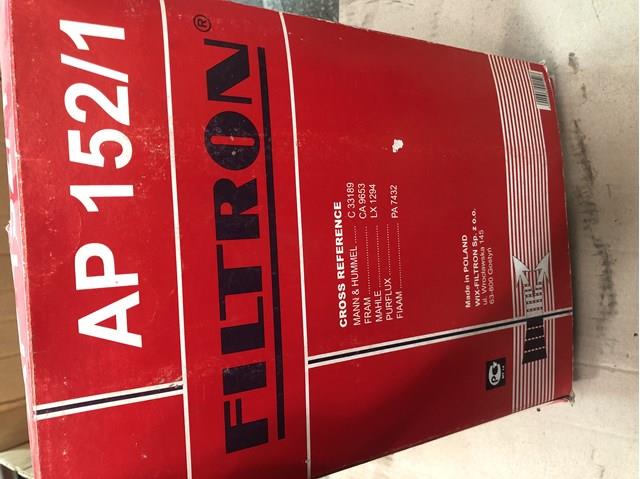 AP 152/1
FILTRON®
CROSS REFERENCE
MANN & HUMMEL ..... C 33189
FRAM ..................... CA 9653
MAHLE ................... LX 1294
PURFLUX ................
FIAAM .................... PA 7432
Made in POLAND
WIX-FILTRON Sp. z o.o.
ul. Wrocławska 145
63-800 Gostyń